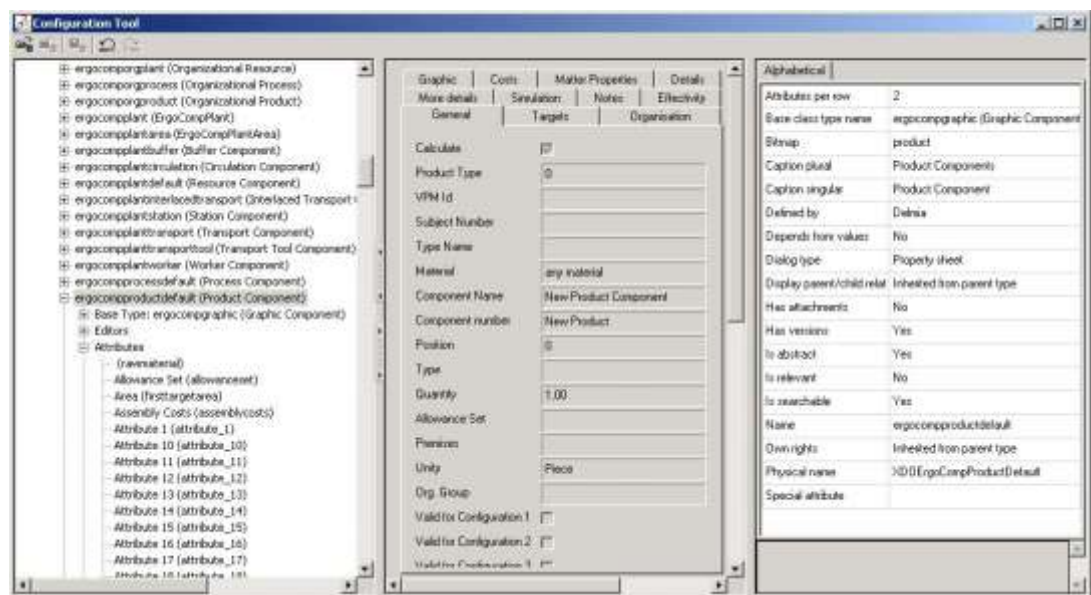 Configuration Tool
ergocomporgplant (Organizational Resource)
ergocomporgprocess (Organizational Process)
ergocomporgproduct (Organizational Product)
ergocompplant (ErgoCompPlant)
ergocompplantarea (ErgoCompPlantArea)
ergocompplantbuffer (Buffer Component)
ergocompplantcirculation (Circulation Component)
ergocompplantdefault (Resource Component)
ergocompplantinterlacedtransport (Interlaced Transport
ergocompplantstation (Station Component)
ergocompplanttransport (Transport Component)
ergocompplanttransporttool (Transport Tool Component)
ergocompplantworker (Worker Component)
ergocompprocessdefault (Process Component)
ergocompproductdefault (Product Component)
Base Type: ergocompgraphic (Graphic Component)
Editors
Attributes
(rawmaterial)
Allowance Set (allowanceset)
Area (firsttargetarea)
Assembly Costs (assemblycosts)
Attribute 1 (attribute_1)
Attribute 10 (attribute_10)
Attribute 11 (attribute_11)
Attribute 12 (attribute_12)
Attribute 13 (attribute_13)
Attribute 14 (attribute_14)
Attribute 15 (attribute_15)
Attribute 16 (attribute_16)
Attribute 17 (attribute_17)
Attribute 18 (attribute_18)
Graphic Costs Matter Properties Details
More details Simulation Notes Effectivity
General Targets Organisation
Calculate
Product Type 0
VPM Id
Subject Number
Type Name
Material any material
Component Name New Product Component
Component number New Product
Position 0
Type
Quantity 1.00
Allowance Set
Premises
Unity Piece
Org. Group
Valid for Configuration 1
Valid for Configuration 2
Valid for Configuration 3
Alphabetical
Attributes per row 2
Base class type name ergocompgraphic (Graphic Component
Bitmap product
Caption plural Product Components
Caption singular Product Component
Defined by Delmia
Depends from values No
Dialog type Property sheet
Display parent/child relat Inherited from parent type
Has attachments No
Has versions Yes
Is abstract Yes
Is relevant No
Is searchable Yes
Name ergocompproductdefault
Own rights Inherited from parent type
Physical name XDDErgoCompProductDefault
Special attribute